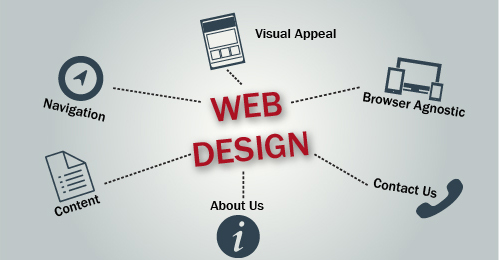 Visual Appeal
Navigation
WEB
DESIGN
Browser Agnostic
Content
Contact Us
About Us
i